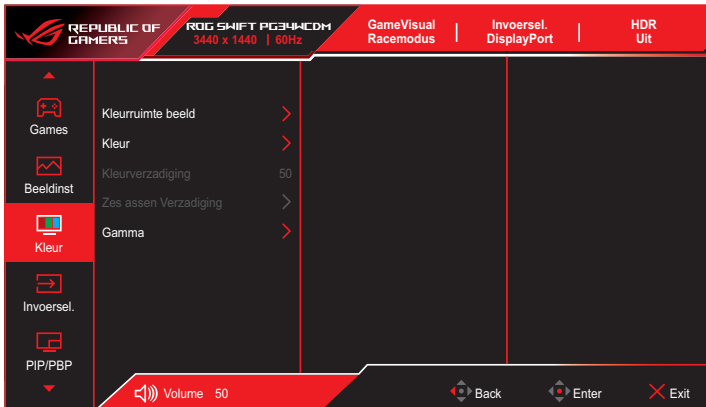 REPUBLIC OF
GAMERS
ROG SWIFT PG34WCDM
3440 x 1440 | 60Hz
GameVisual
Racemodus
Invoersel.
DisplayPort
HDR
Uit
Games
Beeldinst
Kleur
Invoersel.
PIP/PBP
Kleurruimte beeld
Kleur
Kleurverzadiging 50
Zes assen Verzadiging
Gamma
Volume 50
Back
Enter
Exit